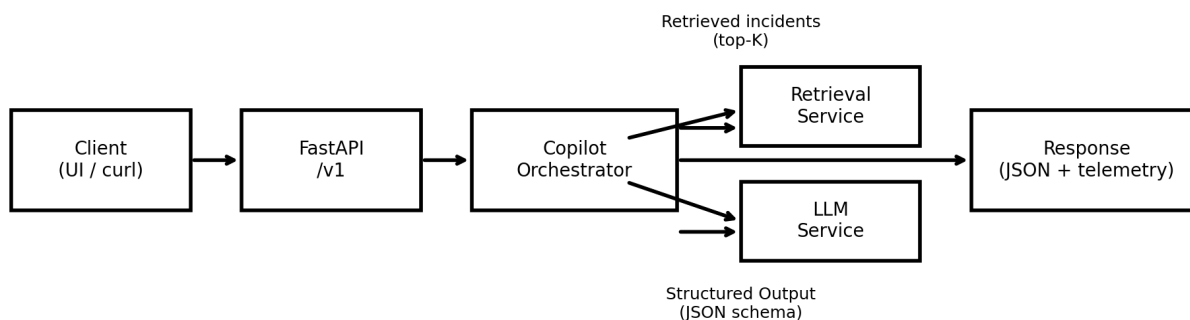 Retrieved incidents
(top-K)
Client
(UI / curl)
FastAPI
/v1
Copilot
Orchestrator
Retrieval
Service
LLM
Service
Response
(JSON + telemetry)
Structured Output
(JSON schema)